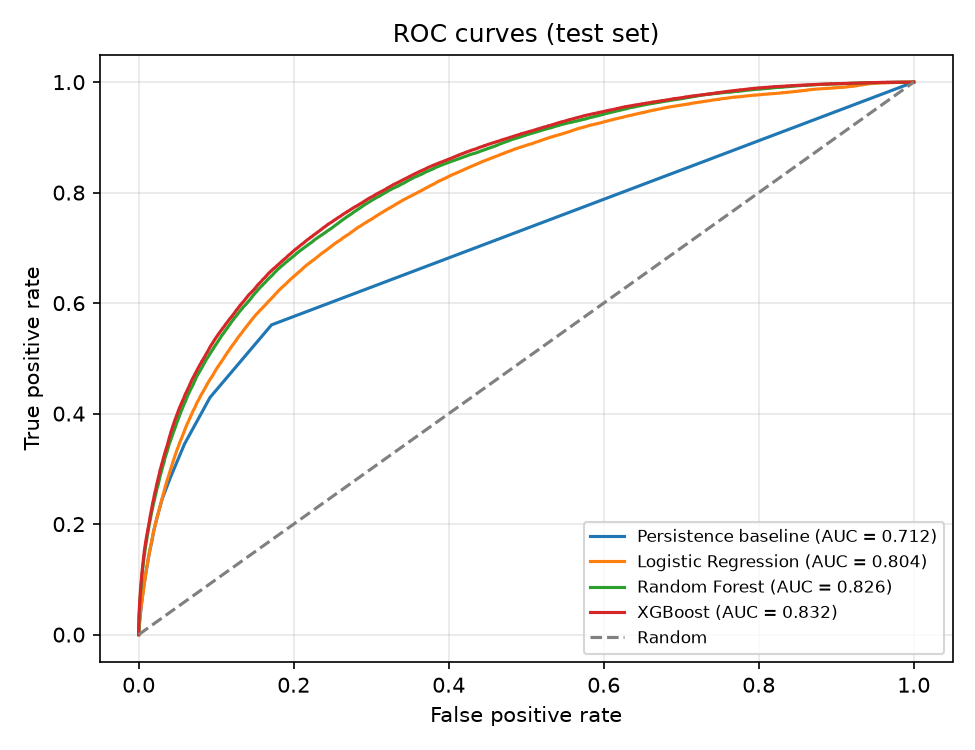 ROC curves (test set)
True positive rate
1.0
0.8
0.6
0.4
0.2
0.0
0.0 0.2 0.4 0.6 0.8 1.0
False positive rate
Persistence baseline (AUC = 0.712)
Logistic Regression (AUC = 0.804)
Random Forest (AUC = 0.826)
XGBoost (AUC = 0.832)
Random